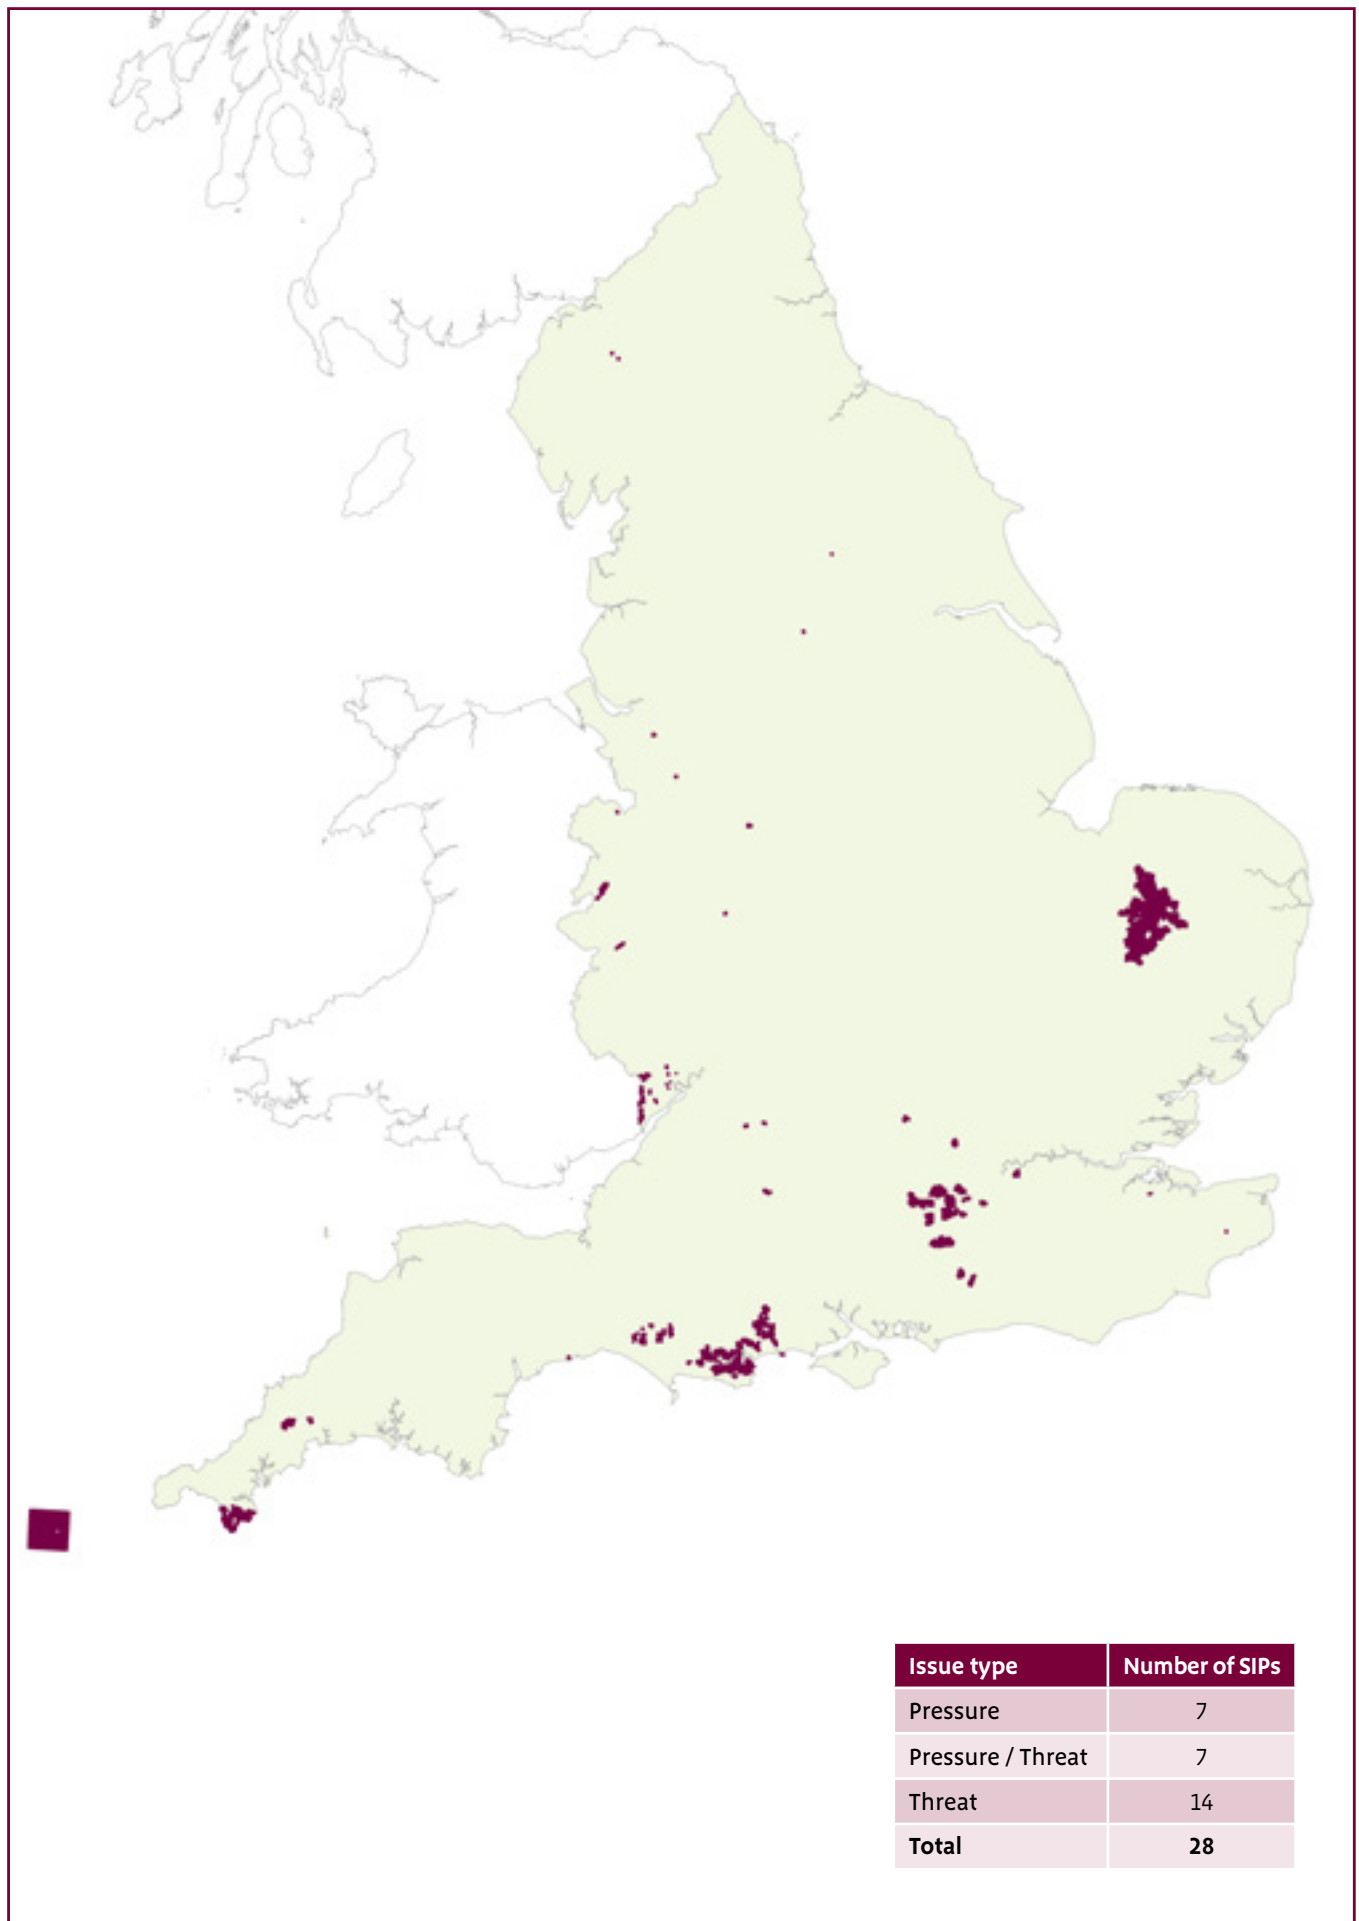 Issue type Number of SIPs
Pressure 7
Pressure / Threat 7
Threat 14
Total 28